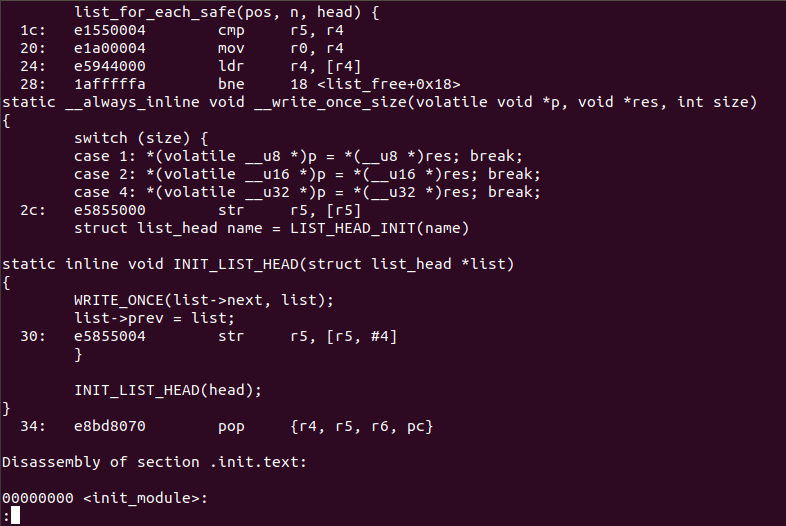 list_for_each_safe(pos, n, head) {
1c: e1550004 cmp r5, r4
20: e1a00004 mov r0, r4
24: e5944000 ldr r4, [r4]
28: 1afffffa bne 18 <list_free+0x18>
static __always_inline void __write_once_size(volatile void *p, void *res, int size)
{
switch (size) {
case 1: *(volatile __u8 *)p = *(__u8 *)res; break;
case 2: *(volatile __u16 *)p = *(__u16 *)res; break;
case 4: *(volatile __u32 *)p = *(__u32 *)res; break;
2c: e5855000 str r5, [r5]
struct list_head name = LIST_HEAD_INIT(name)
static inline void INIT_LIST_HEAD(struct list_head *list)
{
WRITE_ONCE(list->next, list);
list->prev = list;
30: e5855004 str r5, [r5, #4]
}
INIT_LIST_HEAD(head);
}
34: e8bd8070 pop {r4, r5, r6, pc}
Disassembly of section .init.text:
00000000 <init_module>:
: